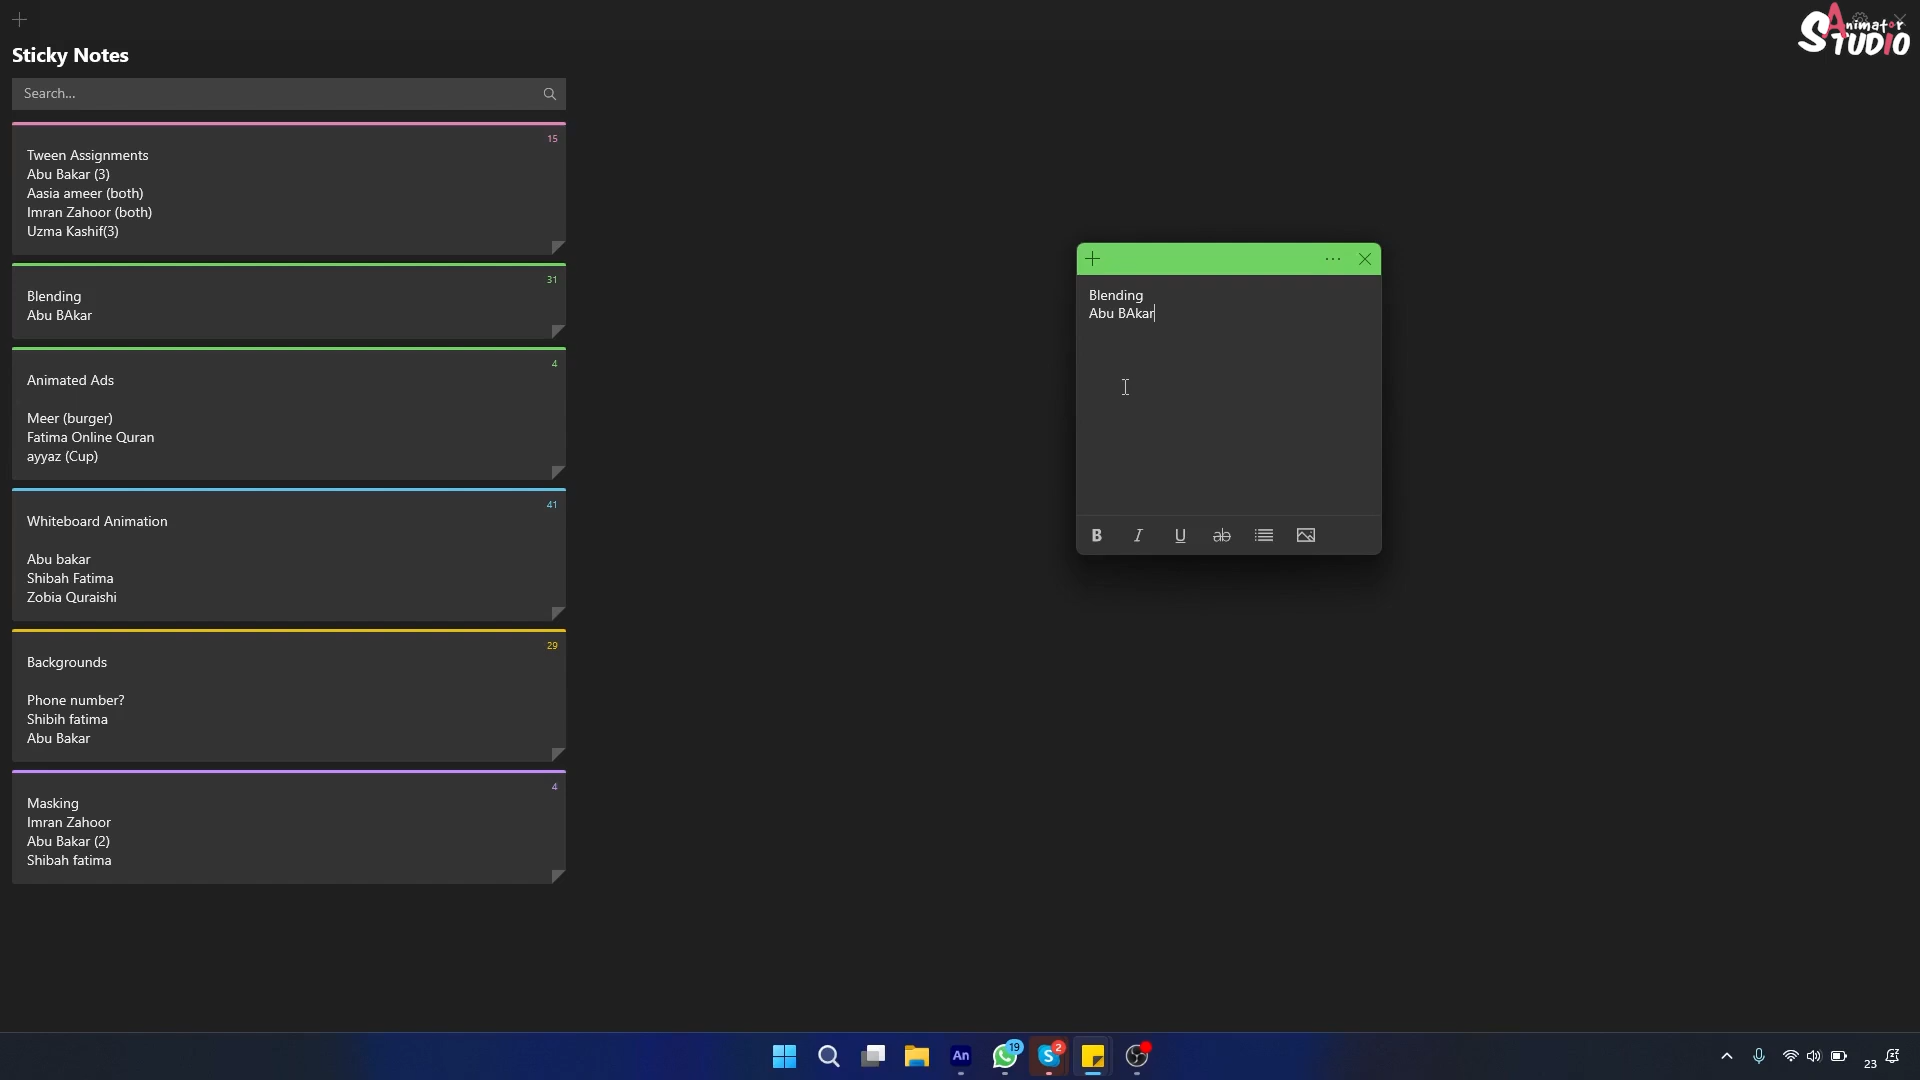 Animator
STUDIO
Sticky Notes
Search...
15
Tween Assignments
Abu Bakar (3)
Aasia ameer (both)
Imran Zahoor (both)
Uzma Kashif(3)
31
Blending
Abu BAkar
4
Animated Ads
Meer (burger)
Fatima Online Quran
ayyaz (Cup)
41
Whiteboard Animation
Abu bakar
Shibah Fatima
Zobia Quraishi
29
Backgrounds
Phone number?
Shibih fatima
Abu Bakar
4
Masking
Imran Zahoor
Abu Bakar (2)
Shibah fatima
Blending
Abu BAkar
B I U ab
An 19 S 2
23